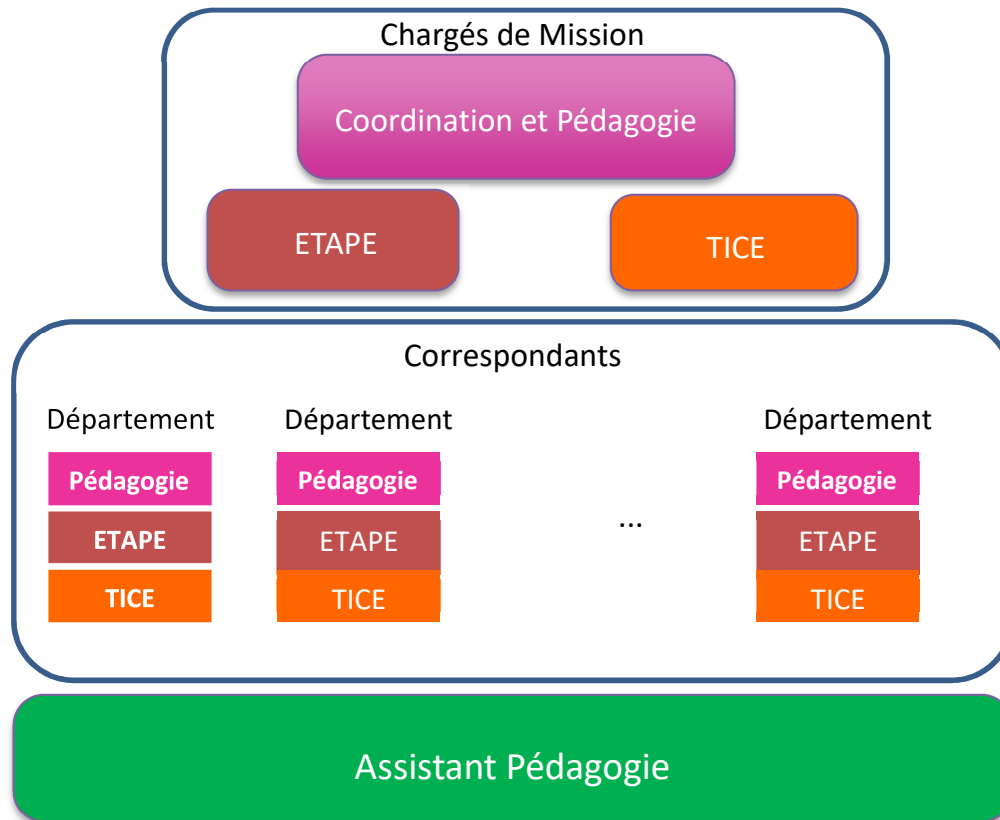 Chargés de Mission
Coordination et Pédagogie
ETAPE
TICE
Correspondants
Département
Pédagogie
ETAPE
TICE
Département
Pédagogie
ETAPE
TICE
...
Département
Pédagogie
ETAPE
TICE
Assistant Pédagogie